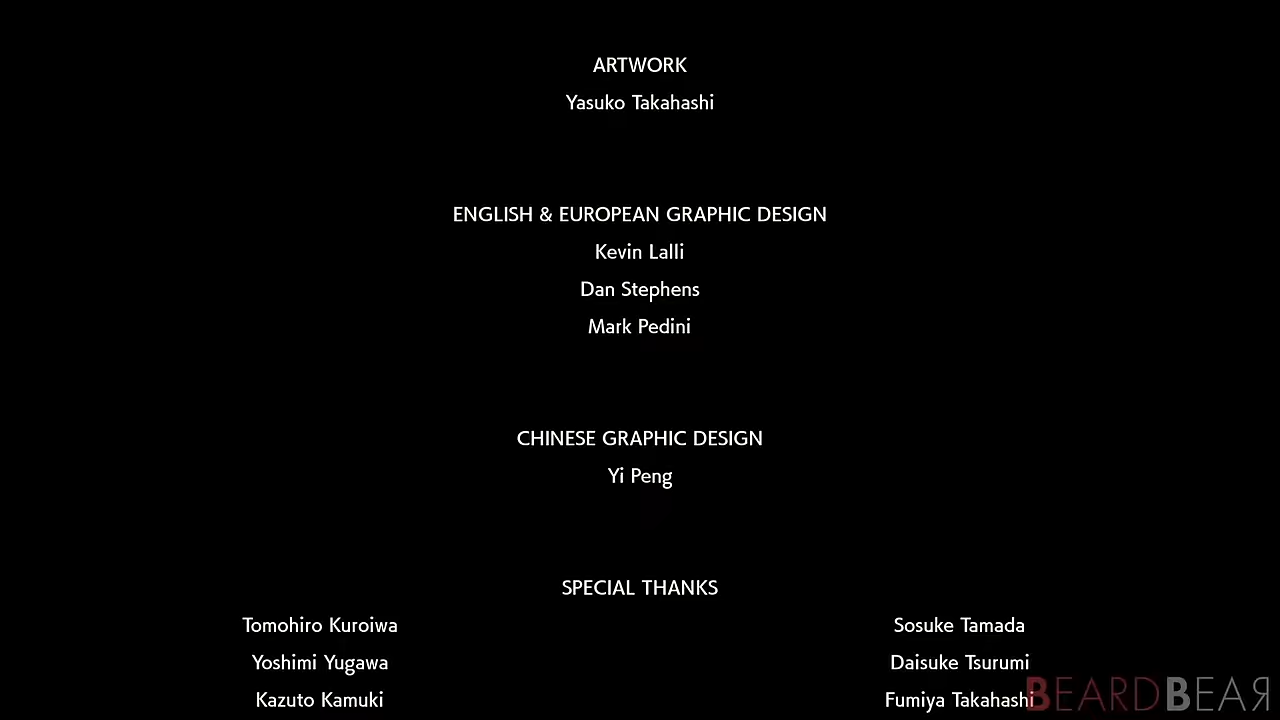 ARTWORK
Yasuko Takahashi
ENGLISH & EUROPEAN GRAPHIC DESIGN
Kevin Lalli
Dan Stephens
Mark Pedini
CHINESE GRAPHIC DESIGN
Yi Peng
SPECIAL THANKS
Tomohiro Kuroiwa Sosuke Tamada
Yoshimi Yugawa Daisuke Tsurumi
Kazuto Kamuki Fumiya Takahashi
BEARDBEAЯ